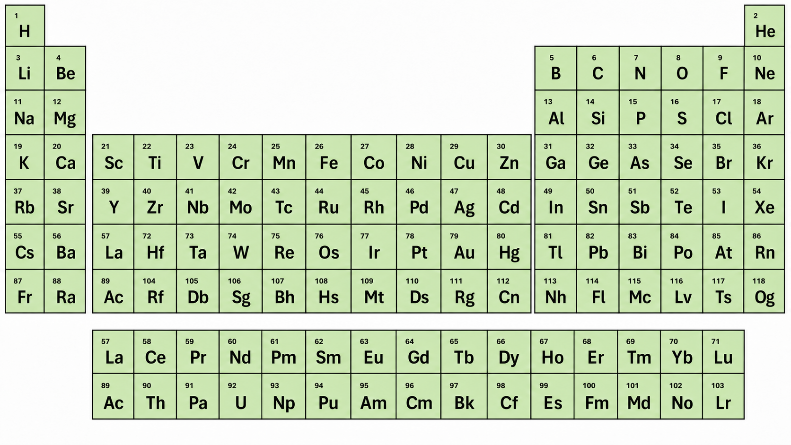 1 2
H He
3 4 5 6 7 8 9 10
Li Be B C N O F Ne
11 12 13 14 15 16 17 18
Na Mg Al Si P S Cl Ar
19 20 21 22 23 24 25 26 27 28 29 30 31 32 33 34 35 36
K Ca Sc Ti V Cr Mn Fe Co Ni Cu Zn Ga Ge As Se Br Kr
37 38 39 40 41 42 43 44 45 46 47 48 49 50 51 52 53 54
Rb Sr Y Zr Nb Mo Tc Ru Rh Pd Ag Cd In Sn Sb Te I Xe
55 56 57 72 73 74 75 76 77 78 79 80 81 82 83 84 85 86
Cs Ba La Hf Ta W Re Os Ir Pt Au Hg Tl Pb Bi Po At Rn
87 88 89 104 105 106 107 108 109 110 111 112 113 114 115 116 117 118
Fr Ra Ac Rf Db Sg Bh Hs Mt Ds Rg Cn Nh Fl Mc Lv Ts Og
57 58 59 60 61 62 63 64 65 66 67 68 69 70 71
La Ce Pr Nd Pm Sm Eu Gd Tb Dy Ho Er Tm Yb Lu
89 90 91 92 93 94 95 96 97 98 99 100 101 102 103
Ac Th Pa U Np Pu Am Cm Bk Cf Es Fm Md No Lr